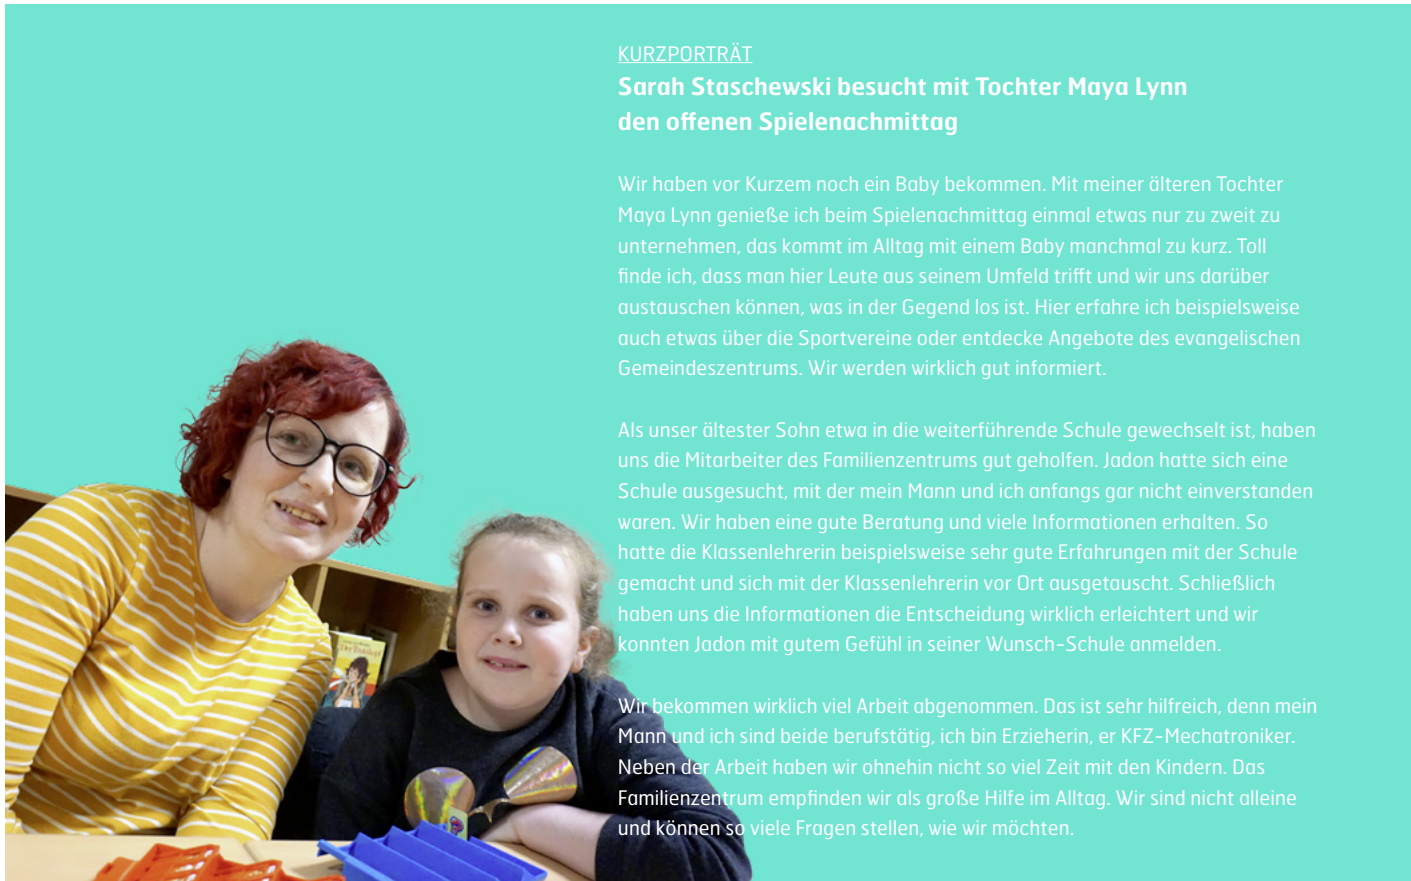 KURZPORTRÄT
Sarah Staschewski besucht mit Tochter Maya Lynn
den offenen Spielenachmittag
Wir haben vor Kurzem noch ein Baby bekommen. Mit meiner älteren Tochter
Maya Lynn genieße ich beim Spielenachmittag einmal etwas nur zu zweit zu
unternehmen, das kommt im Alltag mit einem Baby manchmal zu kurz. Toll
finde ich, dass man hier Leute aus seinem Umfeld trifft und wir uns darüber
austauschen können, was in der Gegend los ist. Hier erfahre ich beispielsweise
auch etwas über die Sportvereine oder entdecke Angebote des evangelischen
Gemeindeszentrums. Wir werden wirklich gut informiert.
Als unser ältester Sohn etwa in die weiterführende Schule gewechselt ist, haben
uns die Mitarbeiter des Familienzentrums gut geholfen. Jadon hatte sich eine
Schule ausgesucht, mit der mein Mann und ich anfangs gar nicht einverstanden
waren. Wir haben eine gute Beratung und viele Informationen erhalten. So
hatte die Klassenlehrerin beispielsweise sehr gute Erfahrungen mit der Schule
gemacht und sich mit der Klassenlehrerin vor Ort ausgetauscht. Schließlich
haben uns die Informationen die Entscheidung wirklich erleichtert und wir
konnten Jadon mit gutem Gefühl in seiner Wunsch-Schule anmelden.
Wir bekommen wirklich viel Arbeit abgenommen. Das ist sehr hilfreich, denn mein
Mann und ich sind beide berufstätig, ich bin Erzieherin, er KFZ-Mechatroniker.
Neben der Arbeit haben wir ohnehin nicht so viel Zeit mit den Kindern. Das
Familienzentrum empfinden wir als große Hilfe im Alltag. Wir sind nicht alleine
und können so viele Fragen stellen, wie wir möchten.